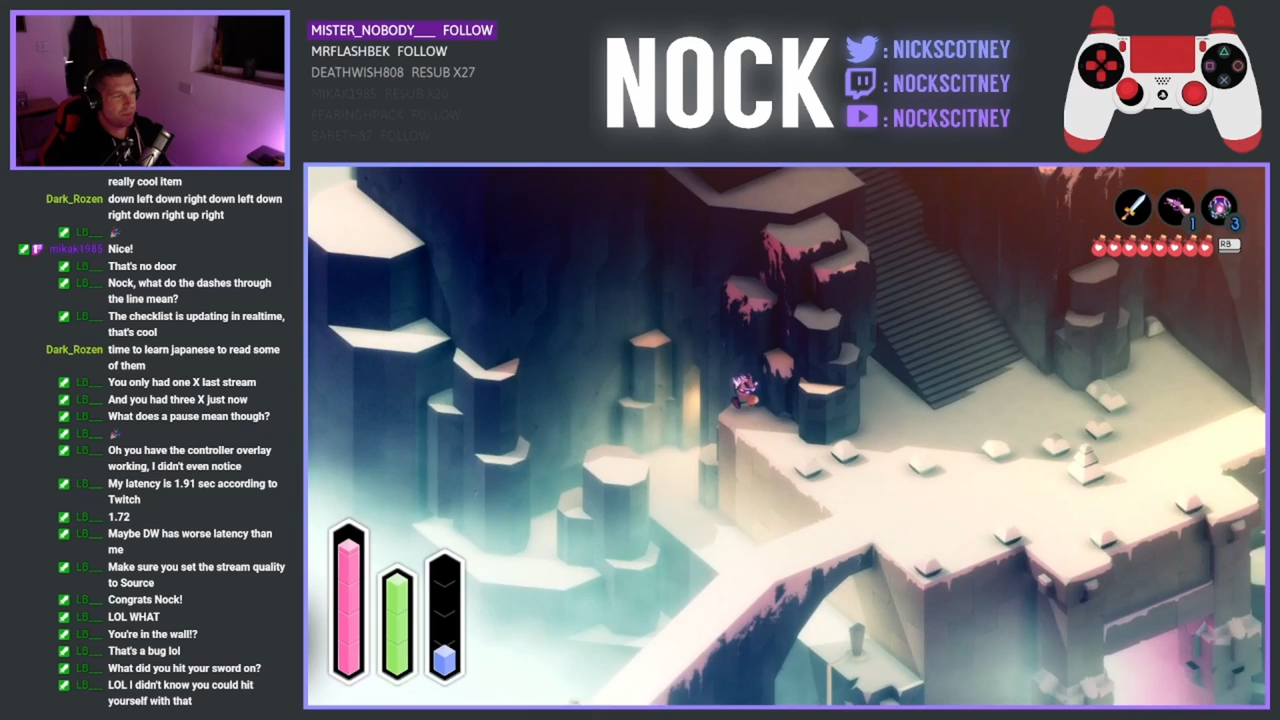 MISTER_NOBODY___ FOLLOW
MRFLASHBEK FOLLOW
DEATHWISH808 RESUB X27
MIKAK1985 RESUB X20
FEARINGHPACK FOLLOW
BARETH87 FOLLOW
NOCK
: NICKSCOTNEY
: NOCKSCITNEY
: NOCKSCITNEY
really cool item
Dark_Rozen down left down right down left down
right down right up right
LB___
mikak1985 Nice!
LB___ That's no door
LB___ Nock, what do the dashes through
the line mean?
LB___ The checklist is updating in realtime,
that's cool
Dark_Rozen time to learn japanese to read some
of them
LB___ You only had one X last stream
LB___ And you had three X just now
LB___ What does a pause mean though?
LB___
LB___ Oh you have the controller overlay
working, I didn't even notice
LB___ My latency is 1.91 sec according to
Twitch
LB___ 1.72
LB___ Maybe DW has worse latency than
me
LB___ Make sure you set the stream quality
to Source
LB___ Congrats Nock!
LB___ LOL WHAT
LB___ You're in the wall!?
LB___ That's a bug lol
LB___ What did you hit your sword on?
LB___ LOL I didn't know you could hit
yourself with that
1
3
RB